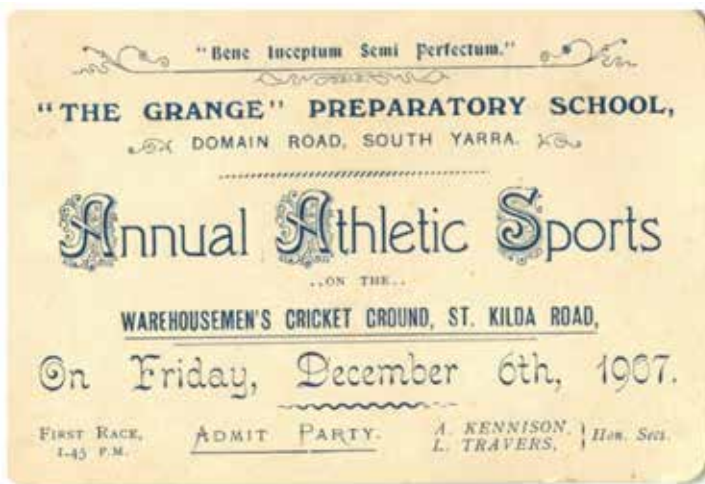 "Bene Inceptum Semi Perfectum."
"THE GRANGE" PREPARATORY SCHOOL,
DOMAIN ROAD, SOUTH YARRA.
Annual Athletic Sports
..ON THE..
WAREHOUSEMEN'S CRICKET GROUND, ST. KILDA ROAD,
On Friday, December 6th, 1907.
FIRST RACE,
1-45 P.M.
ADMIT PARTY.
A. KENNISON,
L. TRAVERS,
Hon. Secs.